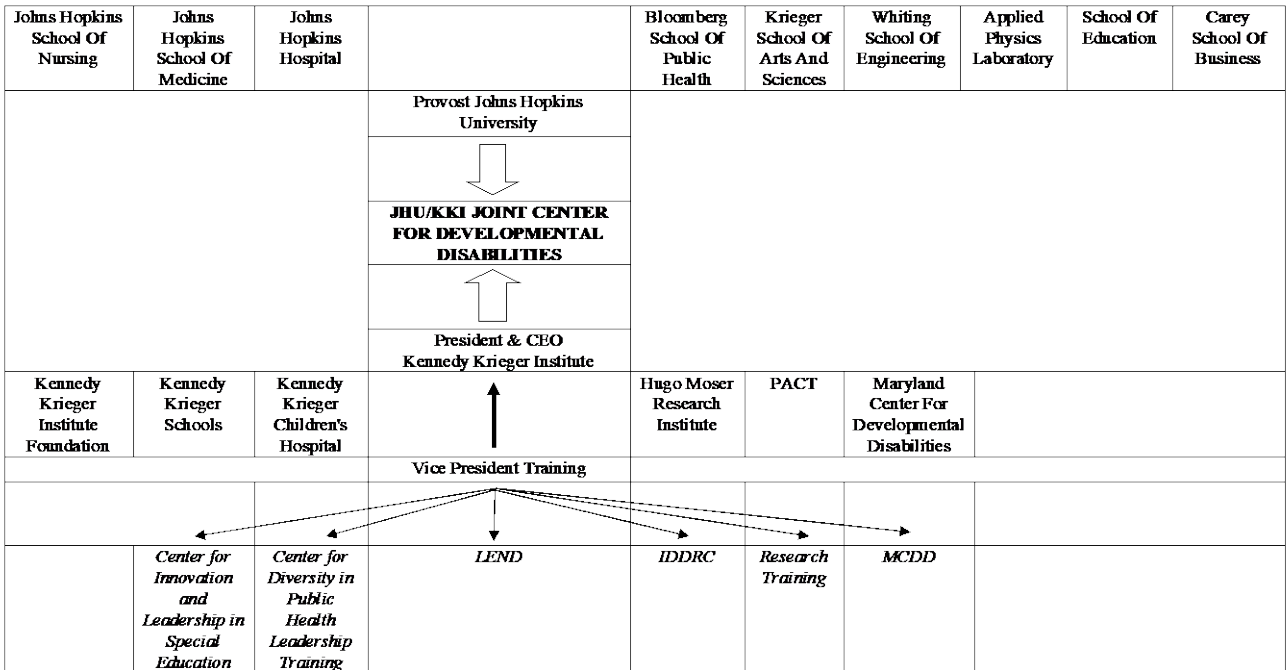 Johns Hopkins
School Of
Nursing
Johns
Hopkins
School Of
Medicine
Johns
Hopkins
Hospital
Bloomberg
School Of
Public
Health
Krieger
School Of
Arts And
Sciences
Whiting
School Of
Engineering
Applied
Physics
Laboratory
School Of
Education
Carey
School Of
Business
Provost Johns Hopkins
University
JHU/KKI JOINT CENTER
FOR DEVELOPMENTAL
DISABILITIES
President & CEO
Kennedy Krieger Institute
Kennedy
Krieger
Institute
Foundation
Kennedy
Krieger
Schools
Kennedy
Krieger
Children's
Hospital
Hugo Moser
Research
Institute
PACT
Maryland
Center For
Developmental
Disabilities
Vice President Training
Center for
Innovation
and
Leadership in
Special
Education
Center for
Diversity in
Public
Health
Leadership
Training
LEND
IDDRC
Research
Training
MCDD